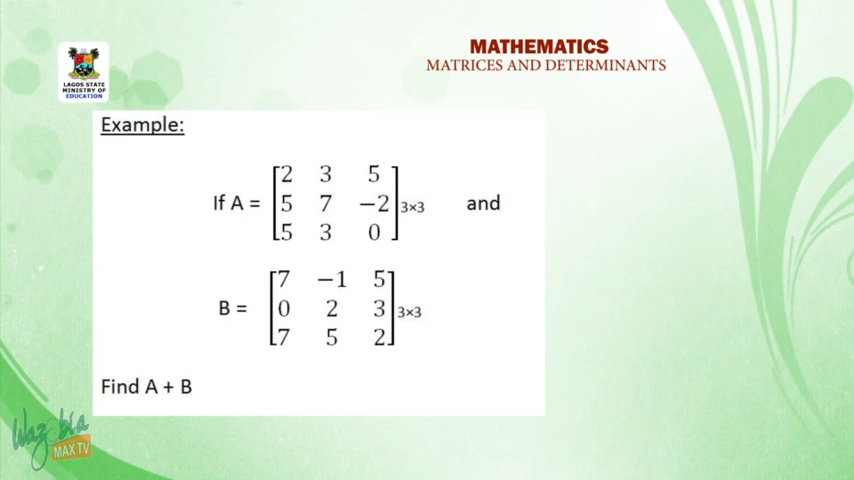 MATHEMATICS
MATRICES AND DETERMINANTS
LAGOS STATE
MINISTRY OF
EDUCATION
Example:
If A = [2 3 5
5 7 −2
5 3 0] 3×3 and
B = [7 −1 5
0 2 3
7 5 2] 3×3
Find A + B
Wazobia
MAX TV